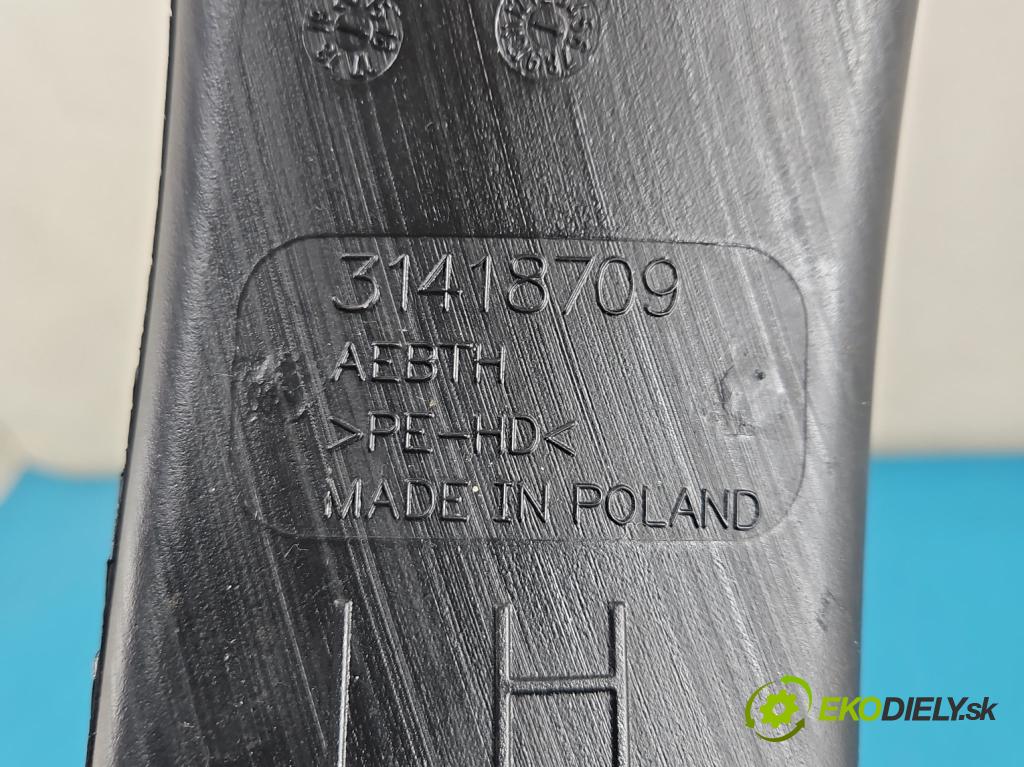 31418709
AEBTH
>PE-HD<
MADE IN POLAND
LH
EKODIELY.sk